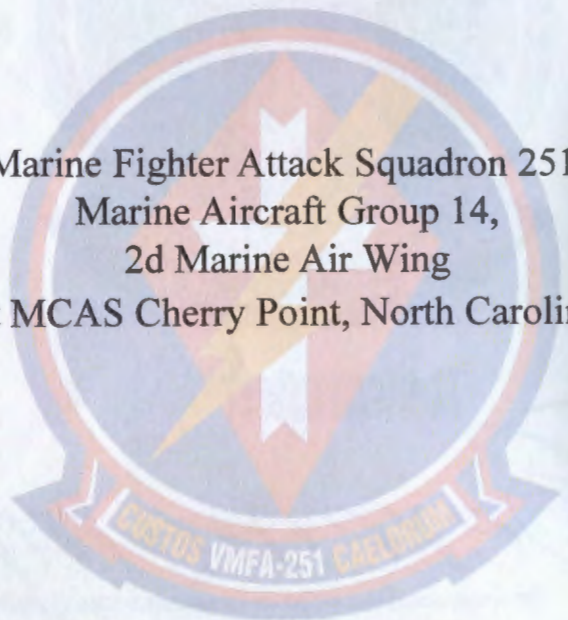 Marine Fighter Attack Squadron 251
Marine Aircraft Group 14,
2d Marine Air Wing
MCAS Cherry Point, North Carolin
CUSTOS VMFA-251 CAELORUM